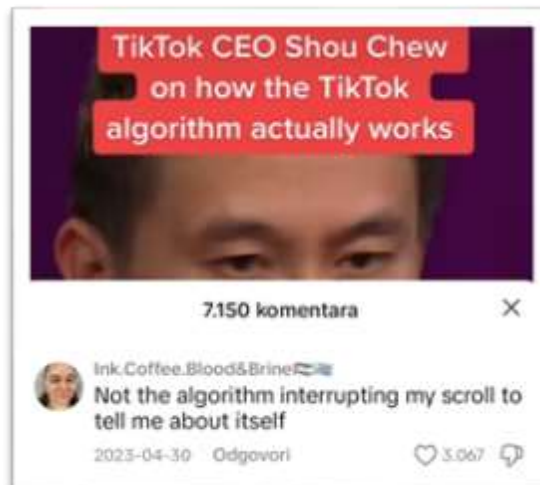 TikTok CEO Shou Chew
on how the TikTok
algorithm actually works
7.150 komentara
Ink.Coffee.Blood&Brine
Not the algorithm interrupting my scroll to
tell me about itself
2023-04-30 Odgovori 3.067